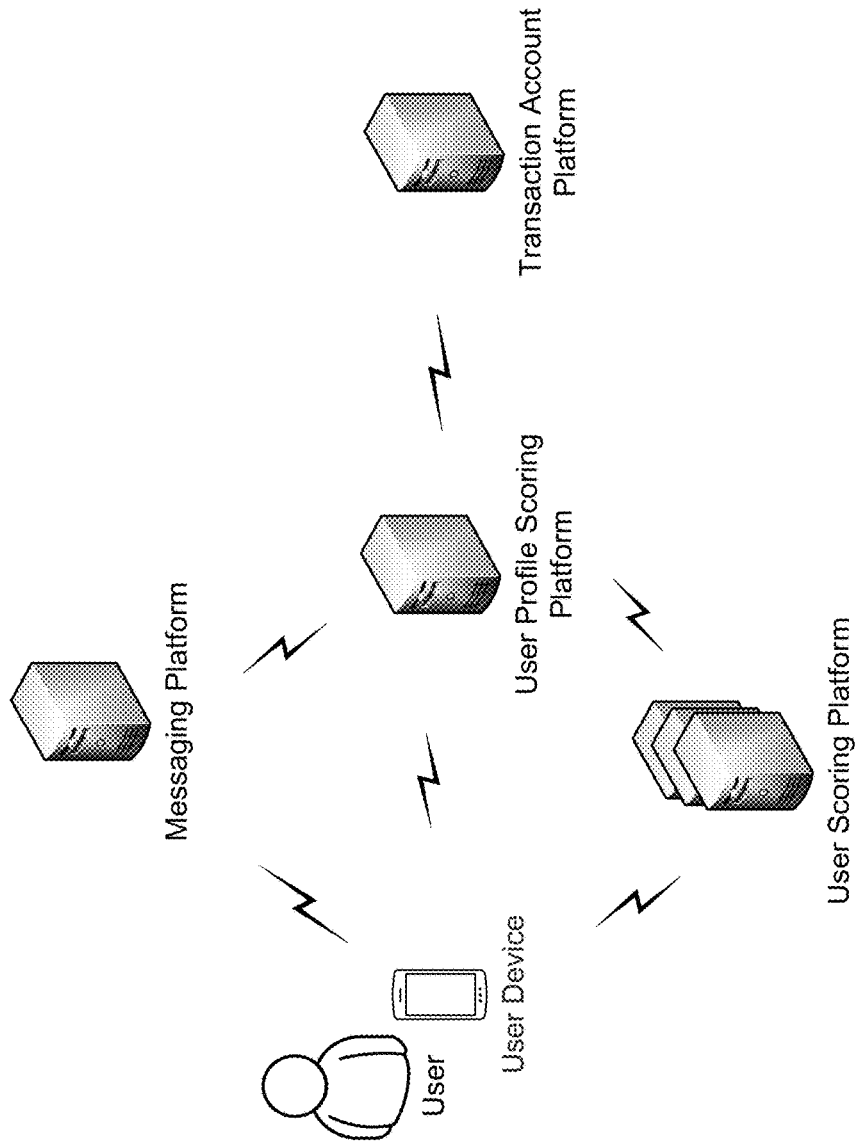 Messaging Platform
User
User Device
User Profile Scoring
Platform
Transaction Account
Platform
User Scoring Platform